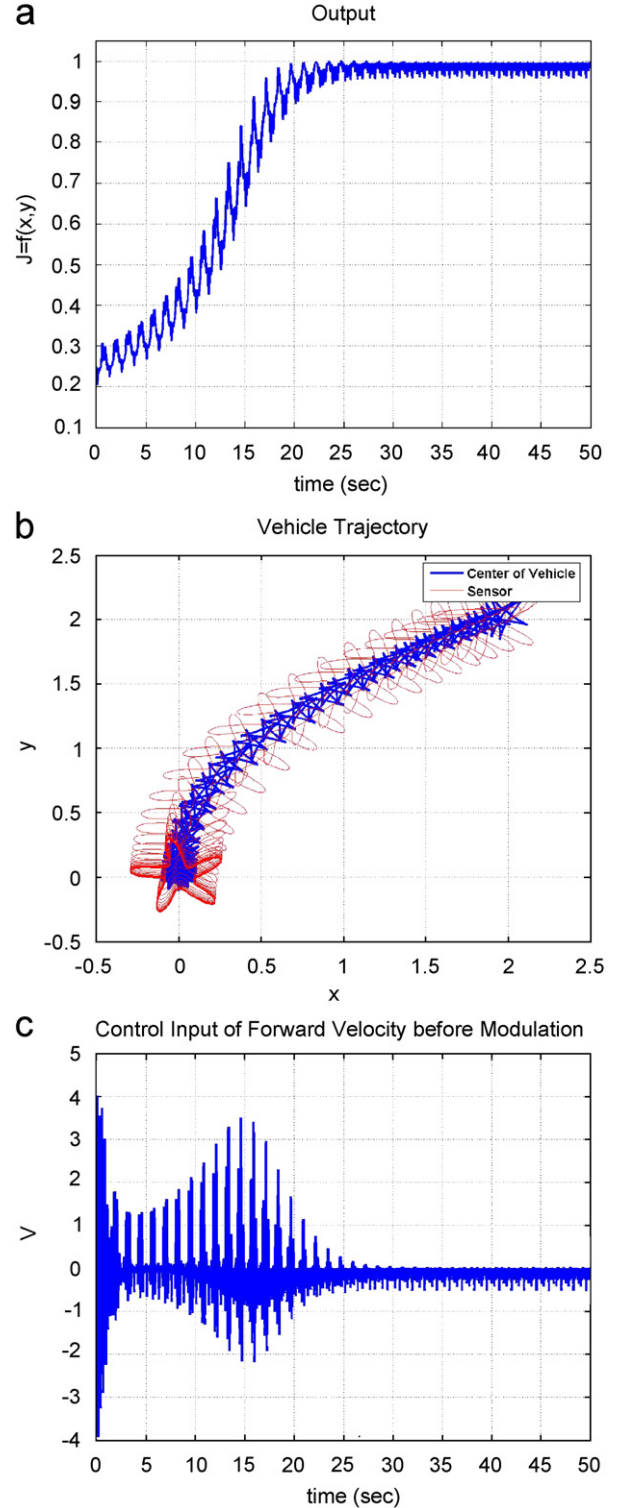 a
Output
1
0.9
0.8
0.7
0.6
0.5
0.4
0.3
0.2
0.1
J=f(x,y)
0 5 10 15 20 25 30 35 40 45 50
time (sec)
b
Vehicle Trajectory
2.5
2
1.5
1
0.5
0
-0.5
y
Center of Vehicle
Sensor
-0.5 0 0.5 1 1.5 2 2.5
x
c
Control Input of Forward Velocity before Modulation
5
4
3
2
1
0
-1
-2
-3
-4
V
0 5 10 15 20 25 30 35 40 45 50
time (sec)